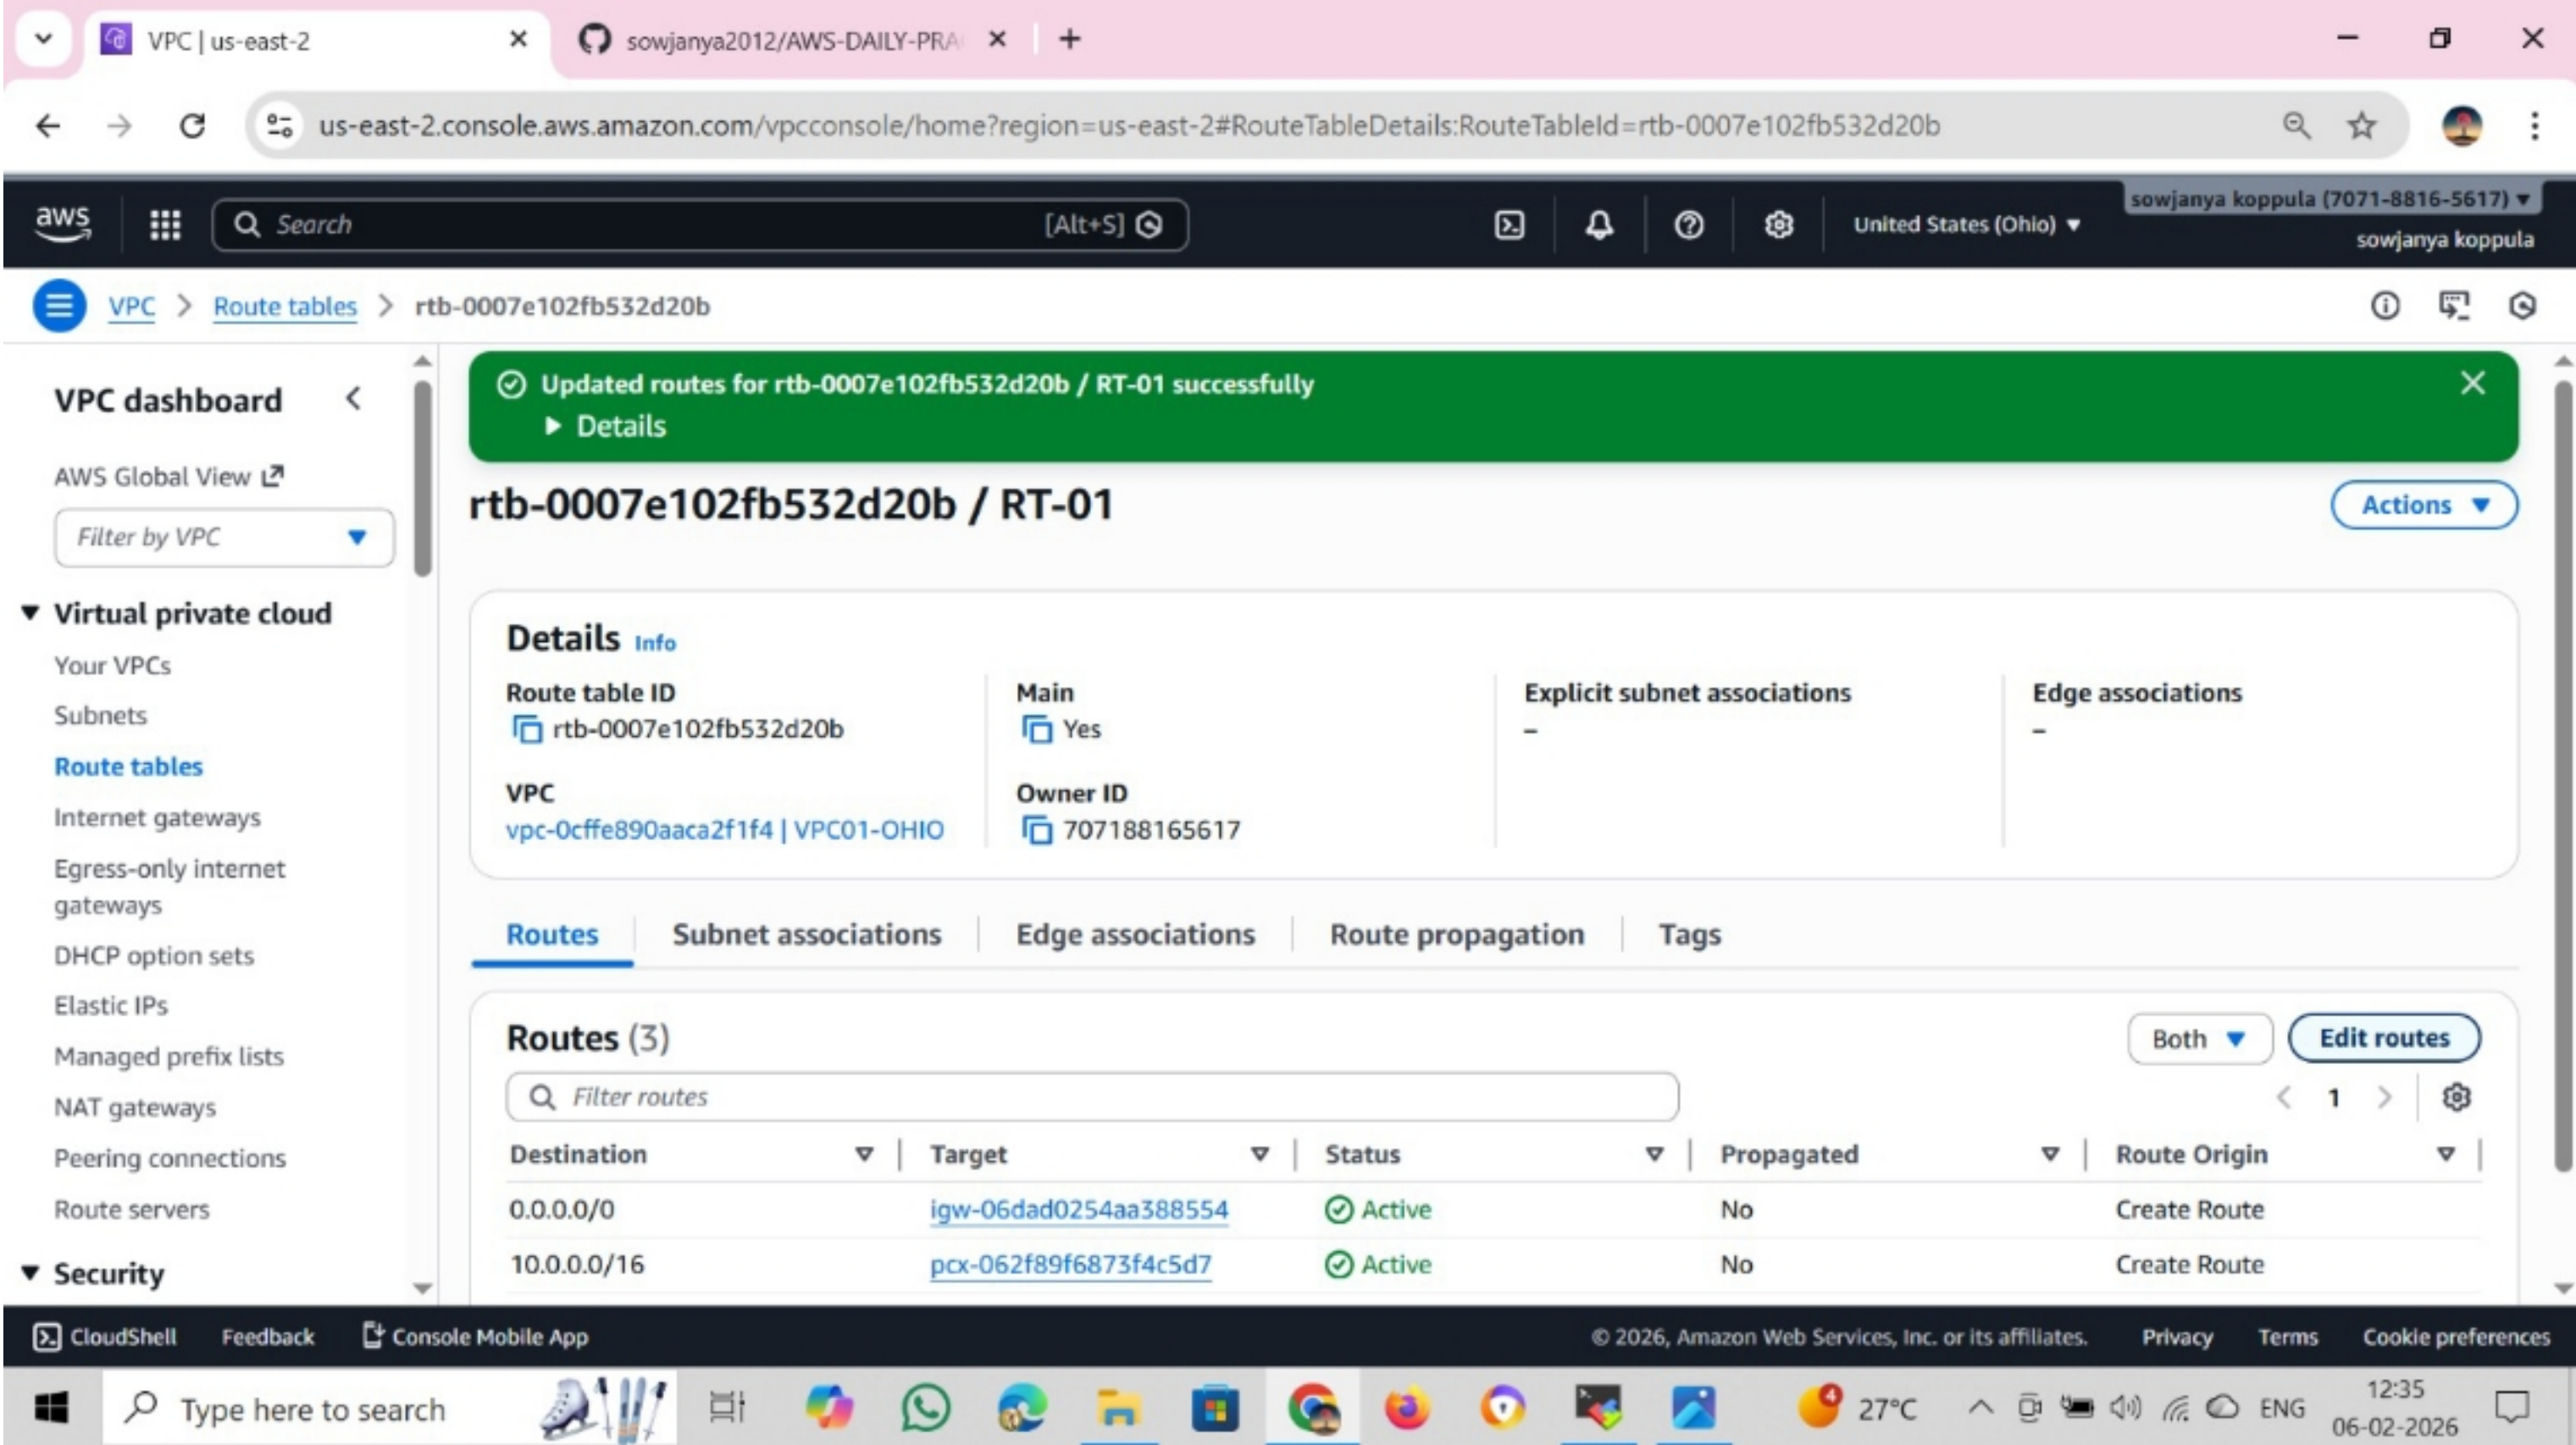 VPC | us-east-2
sowjanya2012/AWS-DAILY-PRA
us-east-2.console.aws.amazon.com/vpcconsole/home?region=us-east-2#RouteTableDetails:RouteTableId=rtb-0007e102fb532d20b
aws
Search
[Alt+S]
United States (Ohio)
sowjanya koppula (7071-8816-5617)
sowjanya koppula
VPC
Route tables
rtb-0007e102fb532d20b
VPC dashboard
AWS Global View
Filter by VPC
Virtual private cloud
Your VPCs
Subnets
Route tables
Internet gateways
Egress-only internet
gateways
DHCP option sets
Elastic IPs
Managed prefix lists
NAT gateways
Peering connections
Route servers
Security
Updated routes for rtb-0007e102fb532d20b / RT-01 successfully
Details
rtb-0007e102fb532d20b / RT-01
Actions
Details Info
Route table ID
rtb-0007e102fb532d20b
Main
Yes
Explicit subnet associations
–
Edge associations
–
VPC
vpc-0cffe890aaca2f1f4 | VPC01-OHIO
Owner ID
707188165617
Routes
Subnet associations
Edge associations
Route propagation
Tags
Routes (3)
Both
Edit routes
Filter routes
1
Destination Target Status Propagated Route Origin
0.0.0.0/0 igw-06dad0254aa388554 Active No Create Route
10.0.0.0/16 pcx-062f89f6873f4c5d7 Active No Create Route
CloudShell Feedback Console Mobile App
© 2026, Amazon Web Services, Inc. or its affiliates. Privacy Terms Cookie preferences
Type here to search
4
27°C
ENG
12:35
06-02-2026